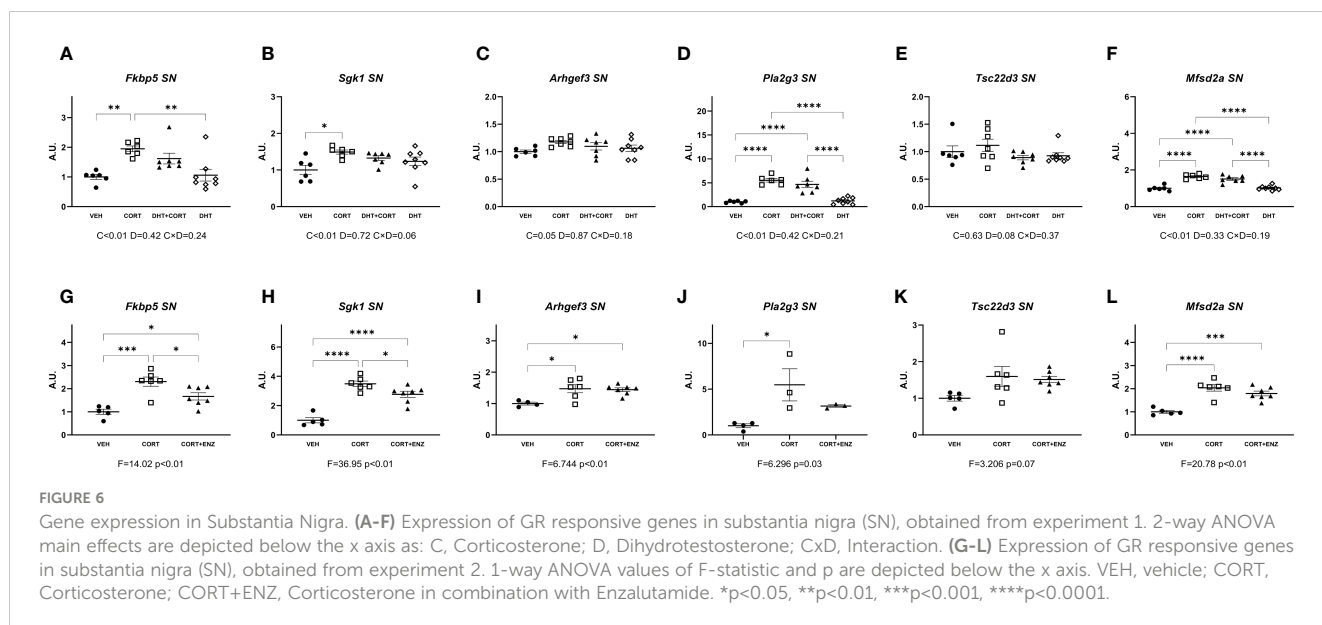 A
B
C
D
E
F
Fkbp5 SN
Sgk1 SN
Arhgef3 SN
Pla2g3 SN
Tsc22d3 SN
Mfsd2a SN
**
**
*
****
****
****
****
****
****
****
****
A.U.
0
1
2
3
A.U.
0
1
2
3
A.U.
0.0
0.5
1.0
1.5
2.0
A.U.
0
5
10
15
20
25
A.U.
0.0
0.5
1.0
1.5
2.0
A.U.
0
2
4
6
VEH CORT DHT+CORT DHT
VEH CORT DHT+CORT DHT
VEH CORT DHT+CORT DHT
VEH CORT DHT+CORT DHT
VEH CORT DHT+CORT DHT
VEH CORT DHT+CORT DHT
C<0.01 D=0.42 C×D=0.24
C<0.01 D=0.72 C×D=0.06
C=0.05 D=0.87 C×D=0.18
C<0.01 D=0.42 C×D=0.21
C=0.63 D=0.08 C×D=0.37
C<0.01 D=0.33 C×D=0.19
G
H
I
J
K
L
Fkbp5 SN
Sgk1 SN
Arhgef3 SN
Pla2g3 SN
Tsc22d3 SN
Mfsd2a SN
*
***
*
****
****
*
*
*
*
***
****
A.U.
0
1
2
3
4
A.U.
0
1
2
3
4
5
A.U.
0
1
2
3
A.U.
0
5
10
A.U.
0
1
2
3
A.U.
0
1
2
3
4
VEH CORT CORT+ENZ
VEH CORT CORT+ENZ
VEH CORT CORT+ENZ
VEH CORT CORT+ENZ
VEH CORT CORT+ENZ
VEH CORT CORT+ENZ
F=14.02 p<0.01
F=36.95 p<0.01
F=6.744 p<0.01
F=6.296 p=0.03
F=3.206 p=0.07
F=20.78 p<0.01
FIGURE 6
Gene expression in Substantia Nigra. (A-F) Expression of GR responsive genes in substantia nigra (SN), obtained from experiment 1. 2-way ANOVA
main effects are depicted below the x axis as: C, Corticosterone; D, Dihydrotestosterone; CxD, Interaction. (G-L) Expression of GR responsive genes
in substantia nigra (SN), obtained from experiment 2. 1-way ANOVA values of F-statistic and p are depicted below the x axis. VEH, vehicle; CORT,
Corticosterone; CORT+ENZ, Corticosterone in combination with Enzalutamide. *p<0.05, **p<0.01, ***p<0.001, ****p<0.0001.